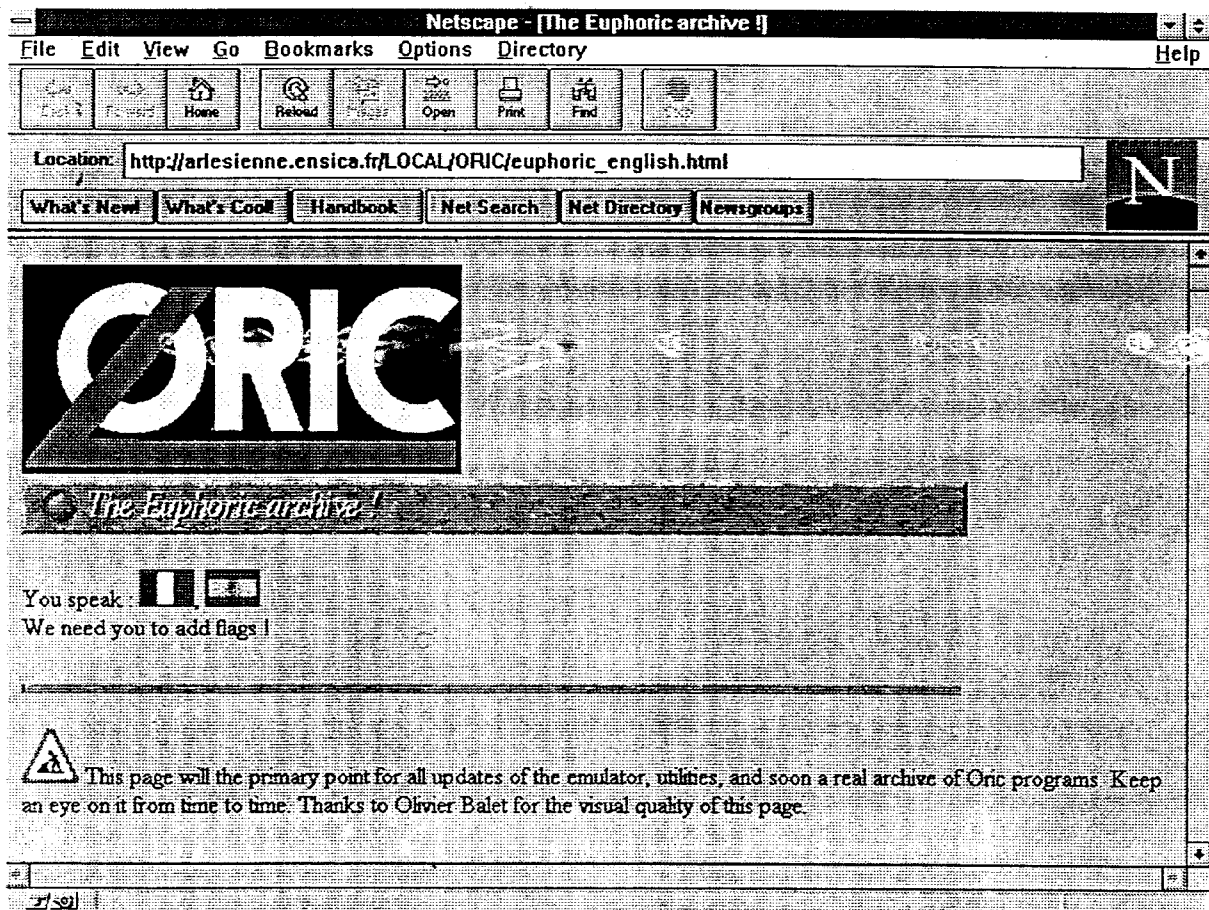 Netscape - [The Euphoric archive !]
File Edit View Go Bookmarks Options Directory Help
Back Forward Home Reload Images Open Print Find Stop
Location: http://arlesienne.ensica.fr/LOCAL/ORIC/euphoric_english.html
N
What's New! What's Cool! Handbook Net Search Net Directory Newsgroups
ORIC
The Euphoric archive !
You speak : ,
We need you to add flags !
This page will the primary point for all updates of the emulator, utilities, and soon a real archive of Oric programs. Keep
an eye on it from time to time. Thanks to Olivier Balet for the visual quality of this page.